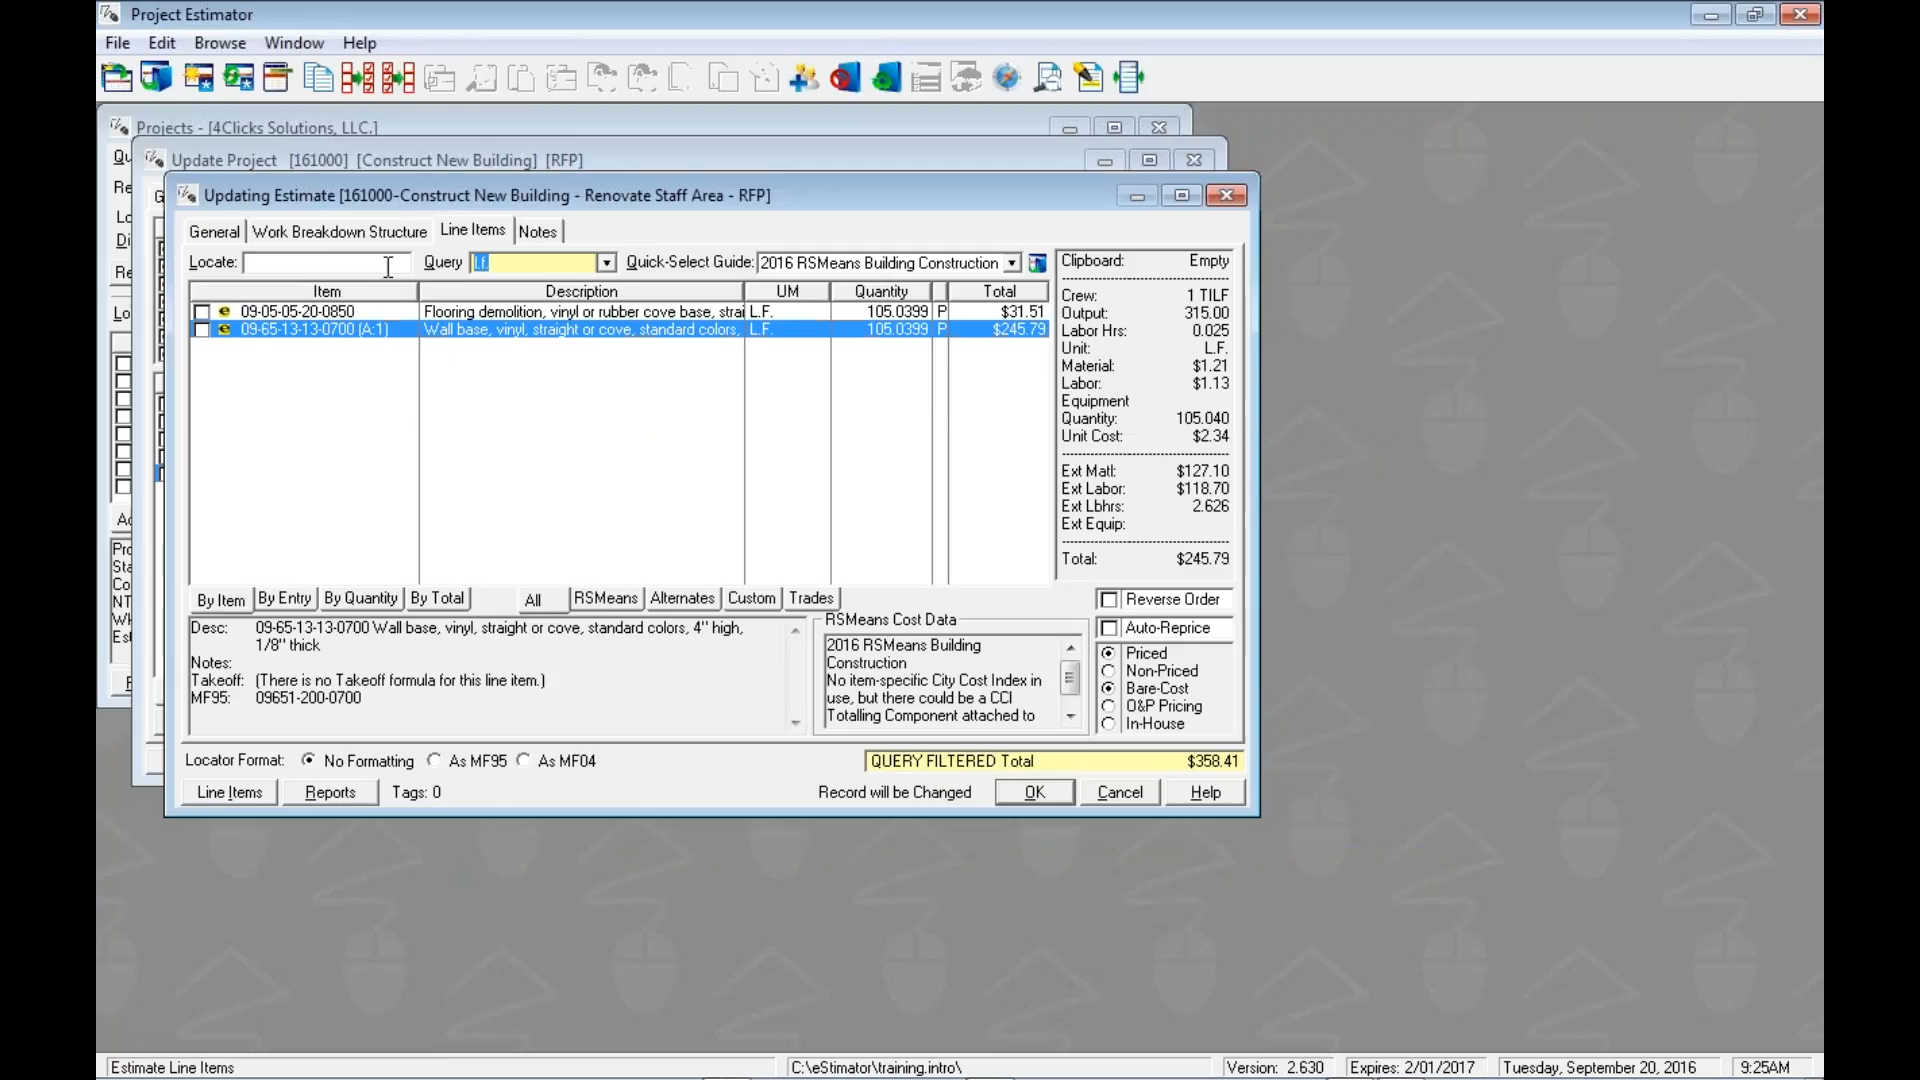 Project Estimator
File Edit Browse Window Help
Projects - [4Clicks Solutions, LLC.]
Update Project [161000] [Construct New Building] [RFP]
Updating Estimate [161000-Construct New Building - Renovate Staff Area - RFP]
General Work Breakdown Structure Line Items Notes
Locate: Query l.f. Quick-Select Guide: 2016 RSMeans Building Construction
Item Description UM Quantity Total
09-05-05-20-0850 Flooring demolition, vinyl or rubber cove base, strai L.F. 105.0399 P $31.51
09-65-13-13-0700 (A:1) Wall base, vinyl, straight or cove, standard colors, L.F. 105.0399 P $245.79
Clipboard: Empty
Crew: 1 TILF
Output: 315.00
Labor Hrs: 0.025
Unit: L.F.
Material: $1.21
Labor: $1.13
Equipment
Quantity: 105.040
Unit Cost: $2.34
Ext Matl: $127.10
Ext Labor: $118.70
Ext Lbhrs: 2.626
Ext Equip:
Total: $245.79
By Item By Entry By Quantity By Total All RSMeans Alternates Custom Trades
Desc: 09-65-13-13-0700 Wall base, vinyl, straight or cove, standard colors, 4" high,
1/8" thick
Notes:
Takeoff: (There is no Takeoff formula for this line item.)
MF95: 09651-200-0700
RSMeans Cost Data
2016 RSMeans Building
Construction
No item-specific City Cost Index in
use, but there could be a CCI
Totalling Component attached to
Reverse Order
Auto-Reprice
Priced
Non-Priced
Bare-Cost
O&P Pricing
In-House
Locator Format: No Formatting As MF95 As MF04
QUERY FILTERED Total $358.41
Line Items Reports Tags: 0 Record will be Changed OK Cancel Help
Estimate Line Items C:\eStimator\training.intro\ Version: 2.630 Expires: 2/01/2017 Tuesday, September 20, 2016 9:25AM